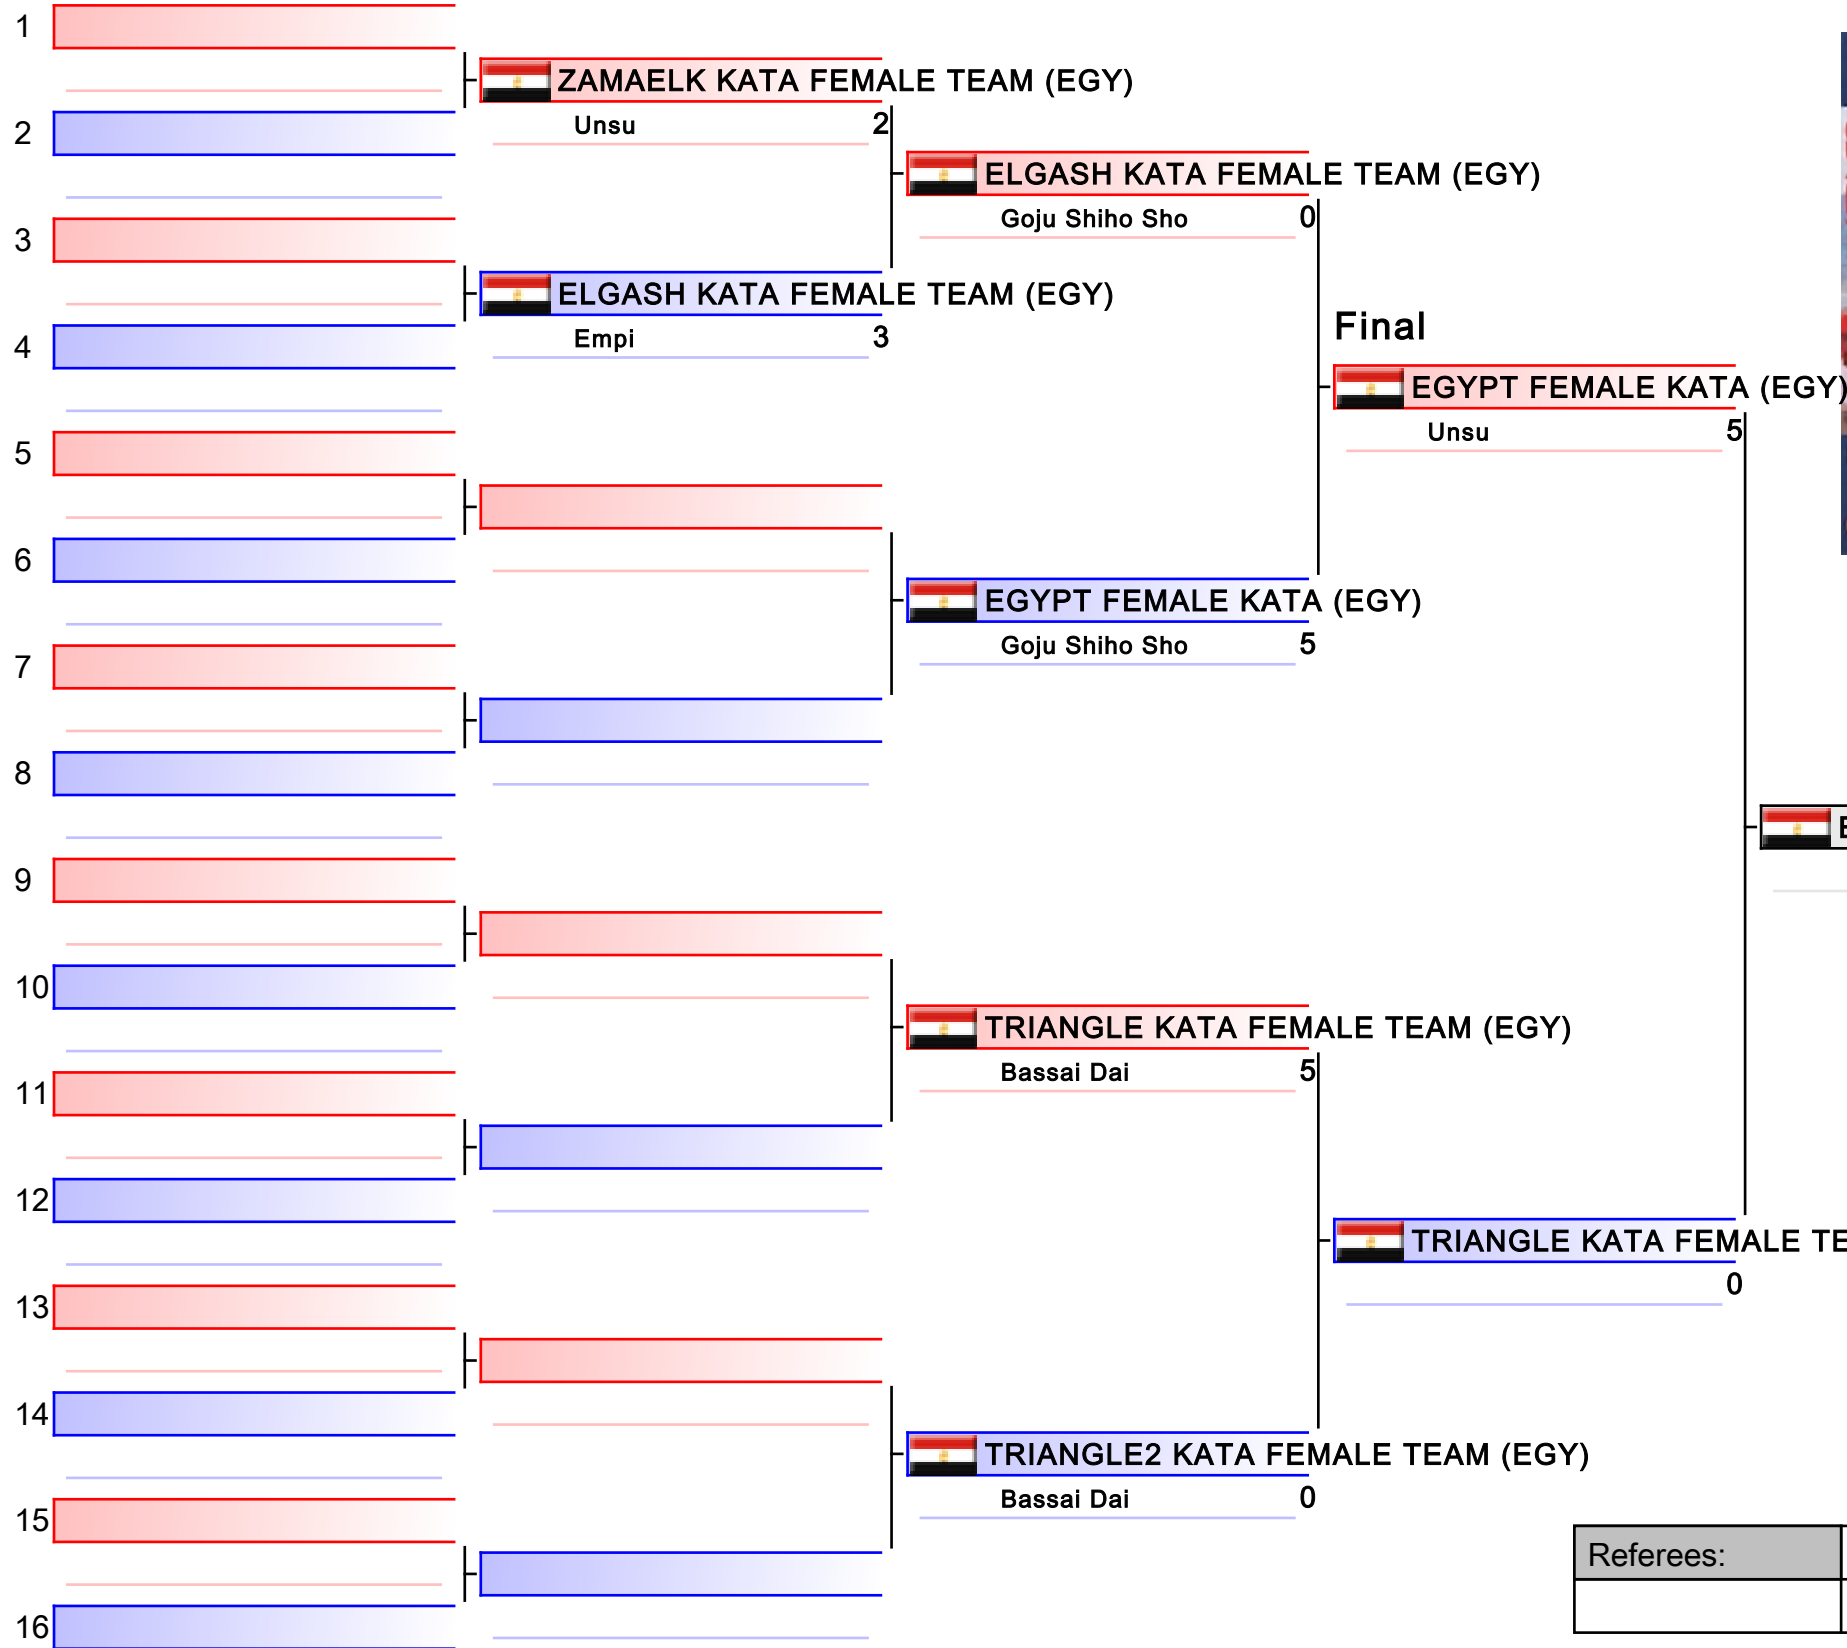 1
ZAMAELK KATA FEMALE TEAM (EGY)
Unsu 2
2
ELGASH KATA FEMALE TEAM (EGY)
Goju Shiho Sho 0
3
ELGASH KATA FEMALE TEAM (EGY)
Empi 3
4
Final
EGYPT FEMALE KATA (EGY)
Unsu 5
5
6
EGYPT FEMALE KATA (EGY)
Goju Shiho Sho 5
7
8
9
10
TRIANGLE KATA FEMALE TEAM (EGY)
Bassai Dai 5
11
12
TRIANGLE KATA FEMALE TE
0
13
14
TRIANGLE2 KATA FEMALE TEAM (EGY)
Bassai Dai 0
15
Referees:
16